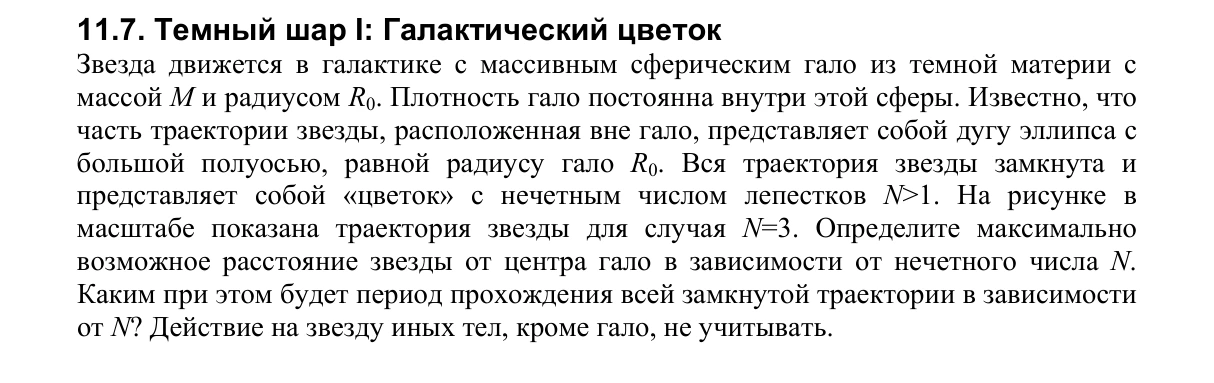 11.7. Темный шар I: Галактический цветок
Звезда движется в галактике с массивным сферическим гало из темной материи с
массой M и радиусом R₀. Плотность гало постоянна внутри этой сферы. Известно, что
часть траектории звезды, расположенная вне гало, представляет собой дугу эллипса с
большой полуосью, равной радиусу гало R₀. Вся траектория звезды замкнута и
представляет собой «цветок» с нечетным числом лепестков N>1. На рисунке в
масштабе показана траектория звезды для случая N=3. Определите максимально
возможное расстояние звезды от центра гало в зависимости от нечетного числа N.
Каким при этом будет период прохождения всей замкнутой траектории в зависимости
от N? Действие на звезду иных тел, кроме гало, не учитывать.